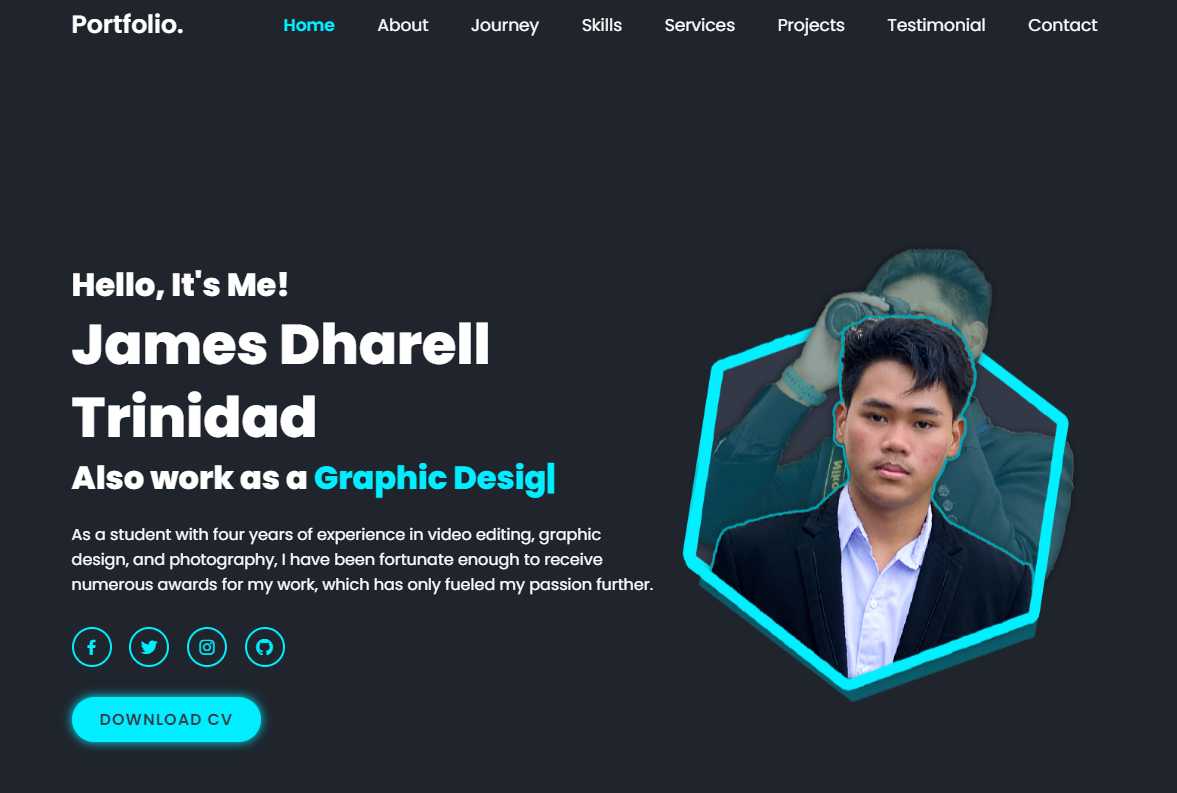 Portfolio.
Home About Journey Skills Services Projects Testimonial Contact
Hello, It's Me!
James Dharell
Trinidad
Also work as a Graphic Desig|
As a student with four years of experience in video editing, graphic
design, and photography, I have been fortunate enough to receive
numerous awards for my work, which has only fueled my passion further.
DOWNLOAD CV
Niko